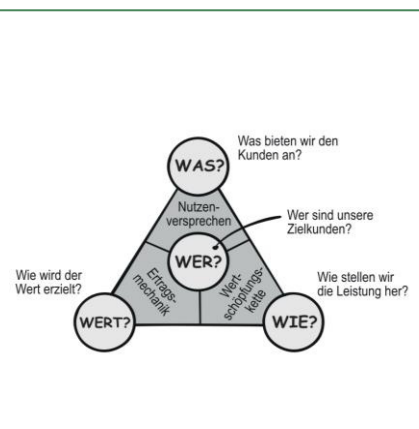 Was bieten wir den
Kunden an?
WAS?
Nutzen-
versprechen
Wer sind unsere
Zielkunden?
WER?
Wie wird der
Wert erzielt?
Ertrags-
mechanik
Wert-
schöpfungs-
kette
Wie stellen wir
die Leistung her?
WERT?
WIE?